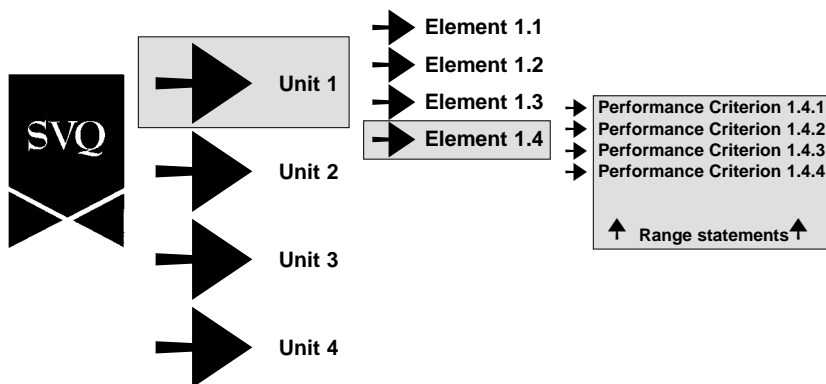 SVQ
Unit 1
Unit 2
Unit 3
Unit 4
Element 1.1
Element 1.2
Element 1.3
Element 1.4
Performance Criterion 1.4.1
Performance Criterion 1.4.2
Performance Criterion 1.4.3
Performance Criterion 1.4.4
Range statements